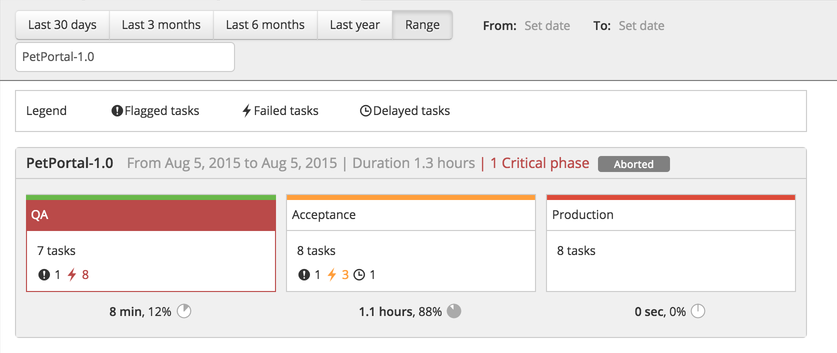 Last 30 days Last 3 months Last 6 months Last year Range From: Set date To: Set date
PetPortal-1.0
Legend Flagged tasks Failed tasks Delayed tasks
PetPortal-1.0 From Aug 5, 2015 to Aug 5, 2015 | Duration 1.3 hours | 1 Critical phase Aborted
QA Acceptance Production
7 tasks 8 tasks 8 tasks
1 8 1 3 1
8 min, 12% 1.1 hours, 88% 0 sec, 0%